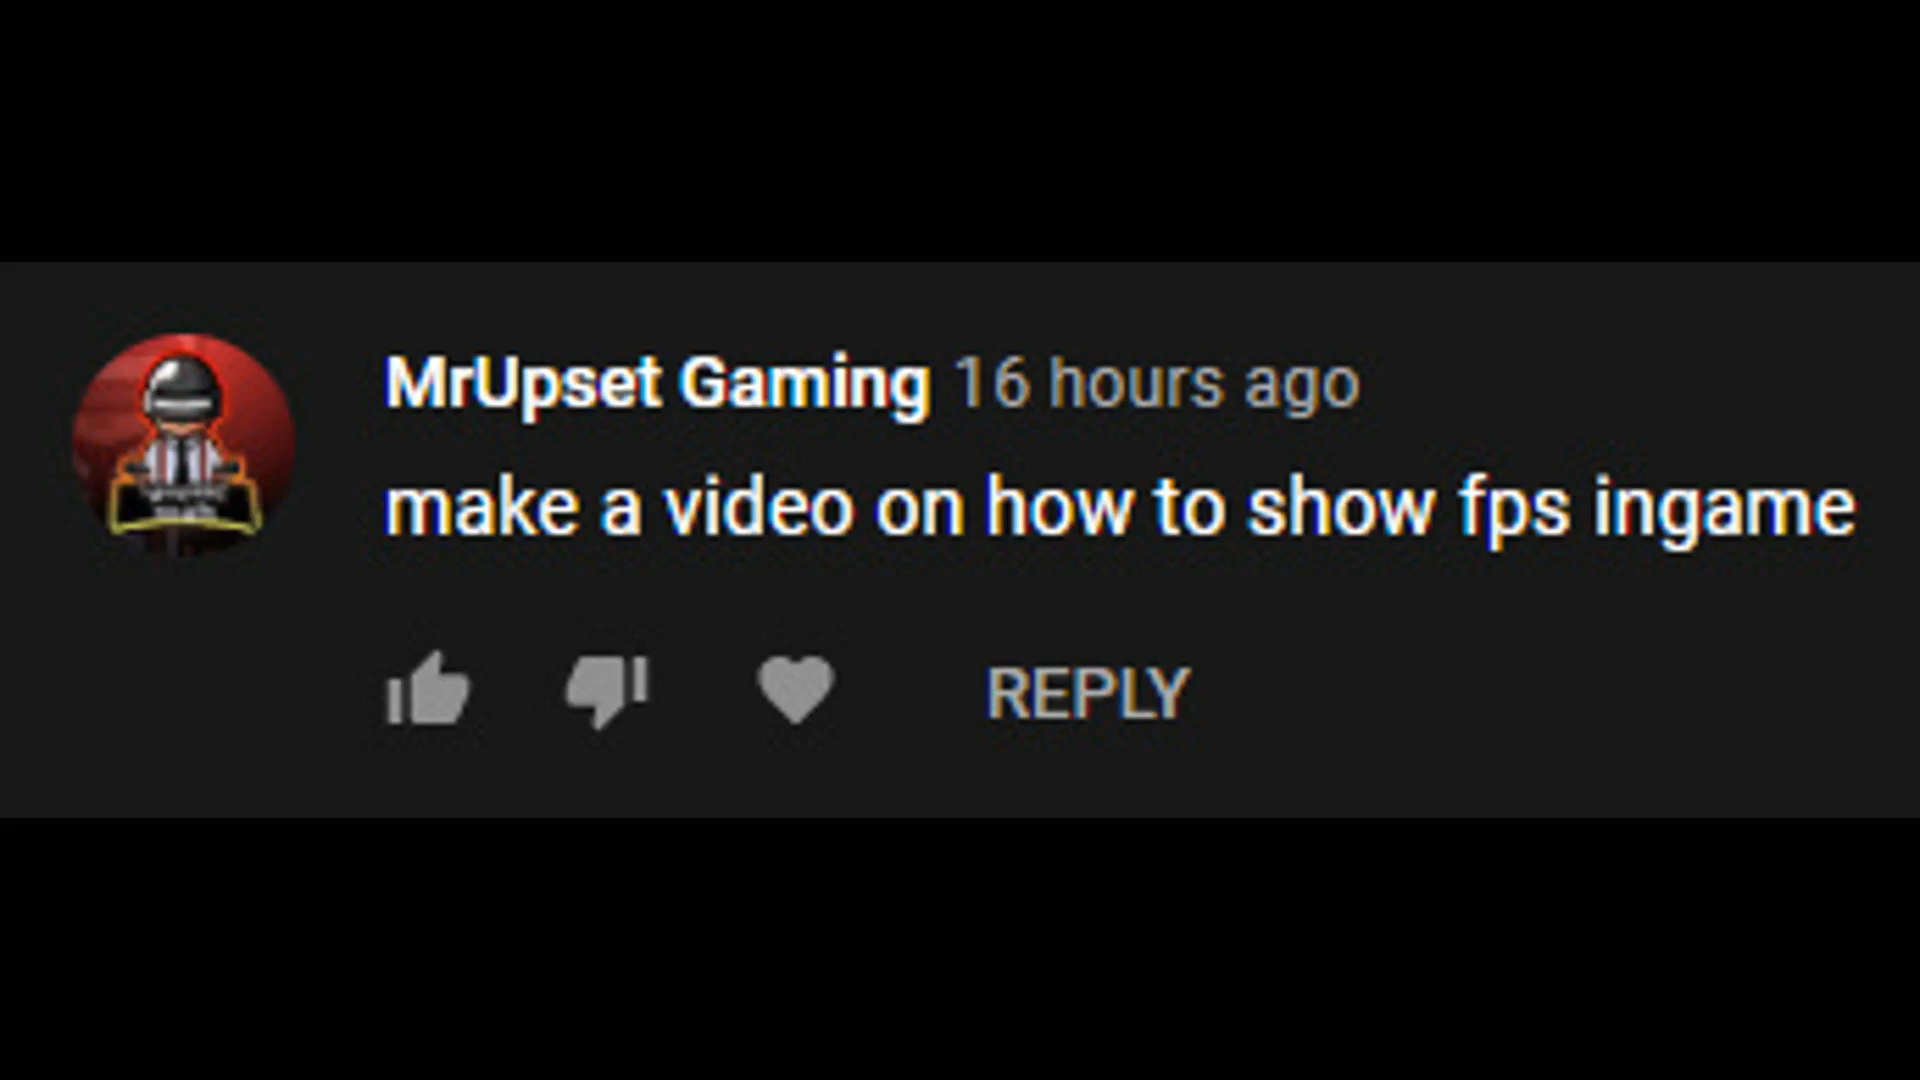 MrUpset Gaming 16 hours ago
make a video on how to show fps ingame
REPLY